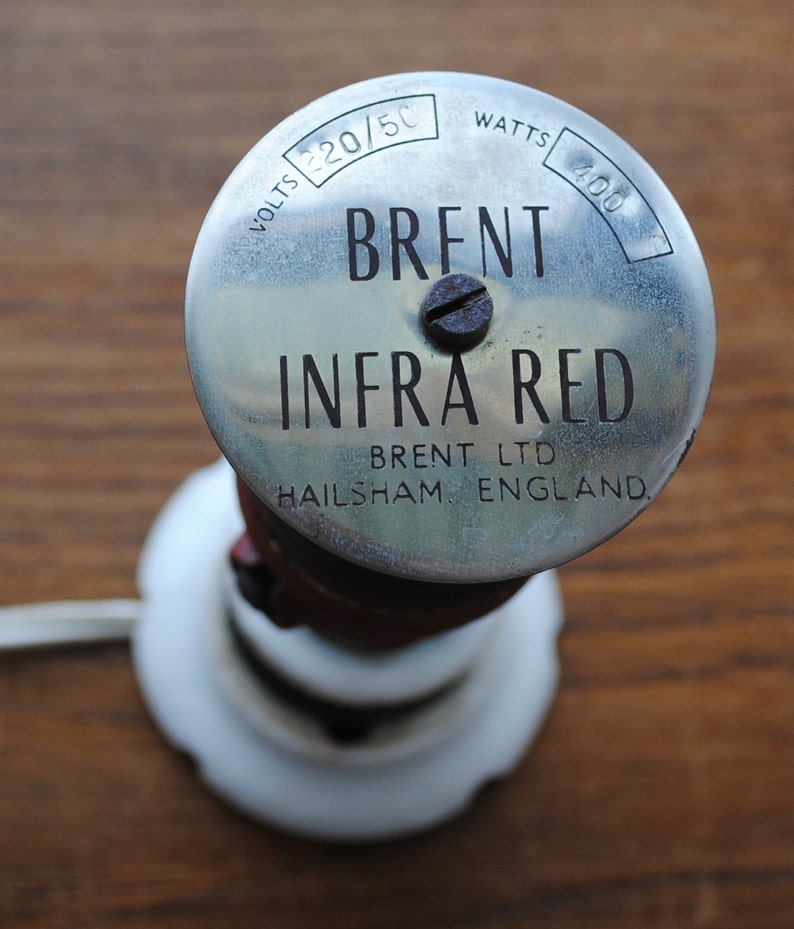 VOLTS 220/50 WATTS 400
BRENT
INFRA RED
BRENT LTD
HAILSHAM. ENGLAND.